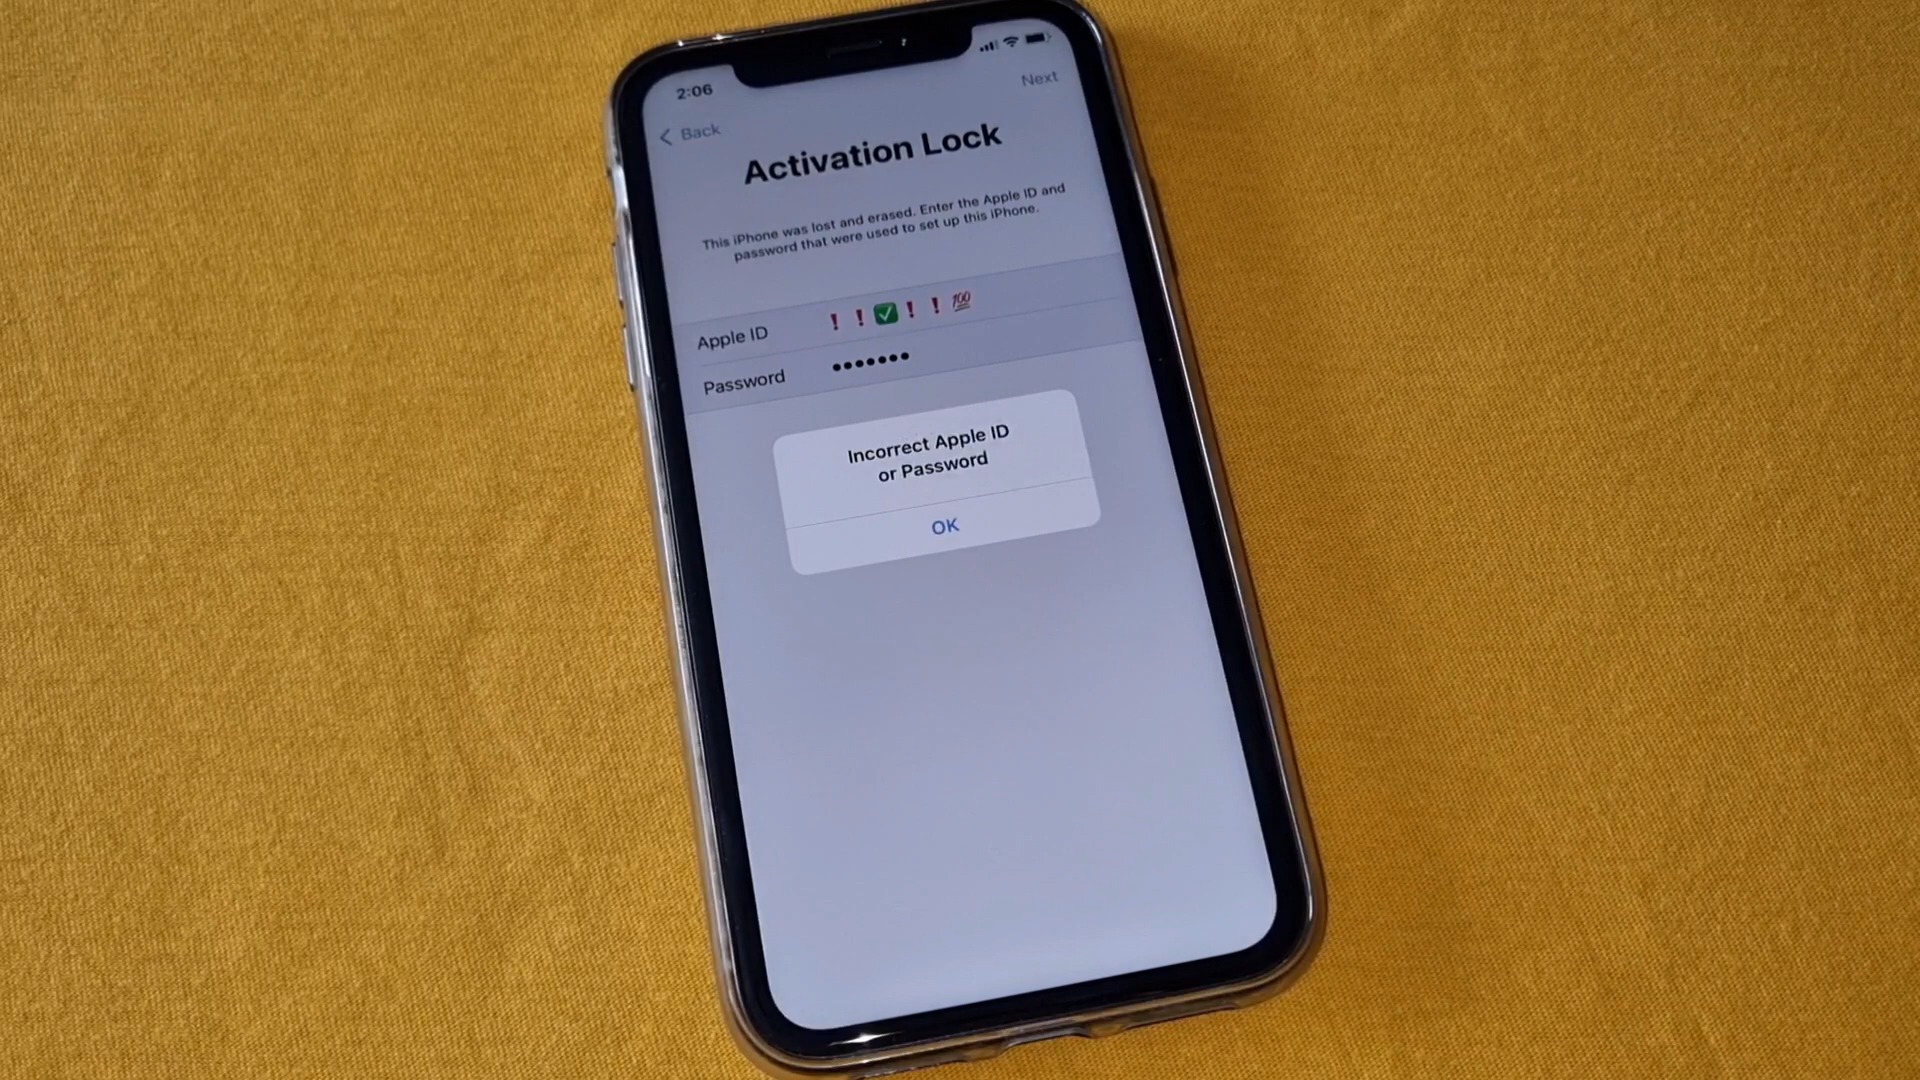 2:06
Next
Back
Activation Lock
This iPhone was lost and erased. Enter the Apple ID and
password that were used to set up this iPhone.
Apple ID ❗❗✅❗❗💯
Password •••••••
Incorrect Apple ID
or Password
OK